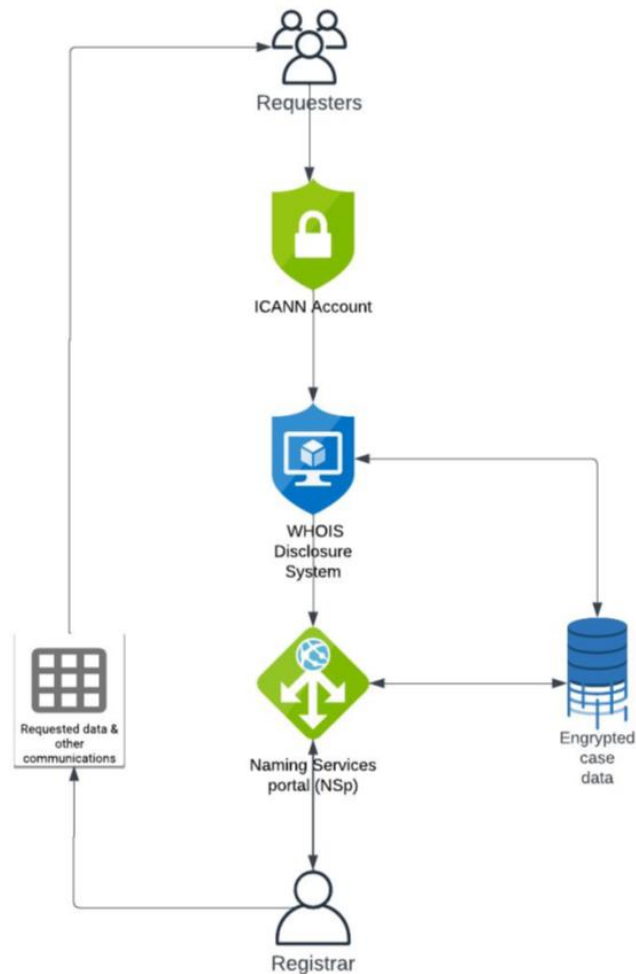 Requesters
ICANN Account
WHOIS
Disclosure
System
Requested data &
other
communications
Naming Services
portal (NSp)
Engrypted
case
data
Registrar